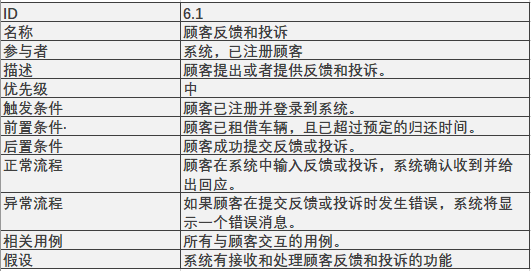 ID 6.1
名称 顾客反馈和投诉
参与者 系统，已注册顾客
描述 顾客提出或者提供反馈和投诉。
优先级 中
触发条件 顾客已注册并登录到系统。
前置条件· 顾客已租借车辆，且已超过预定的归还时间。
后置条件 顾客成功提交反馈或投诉。
正常流程 顾客在系统中输入反馈或投诉，系统确认收到并给
出回应。
异常流程 如果顾客在提交反馈或投诉时发生错误，系统将显
示一个错误消息。
相关用例 所有与顾客交互的用例。
假设 系统有接收和处理顾客反馈和投诉的功能